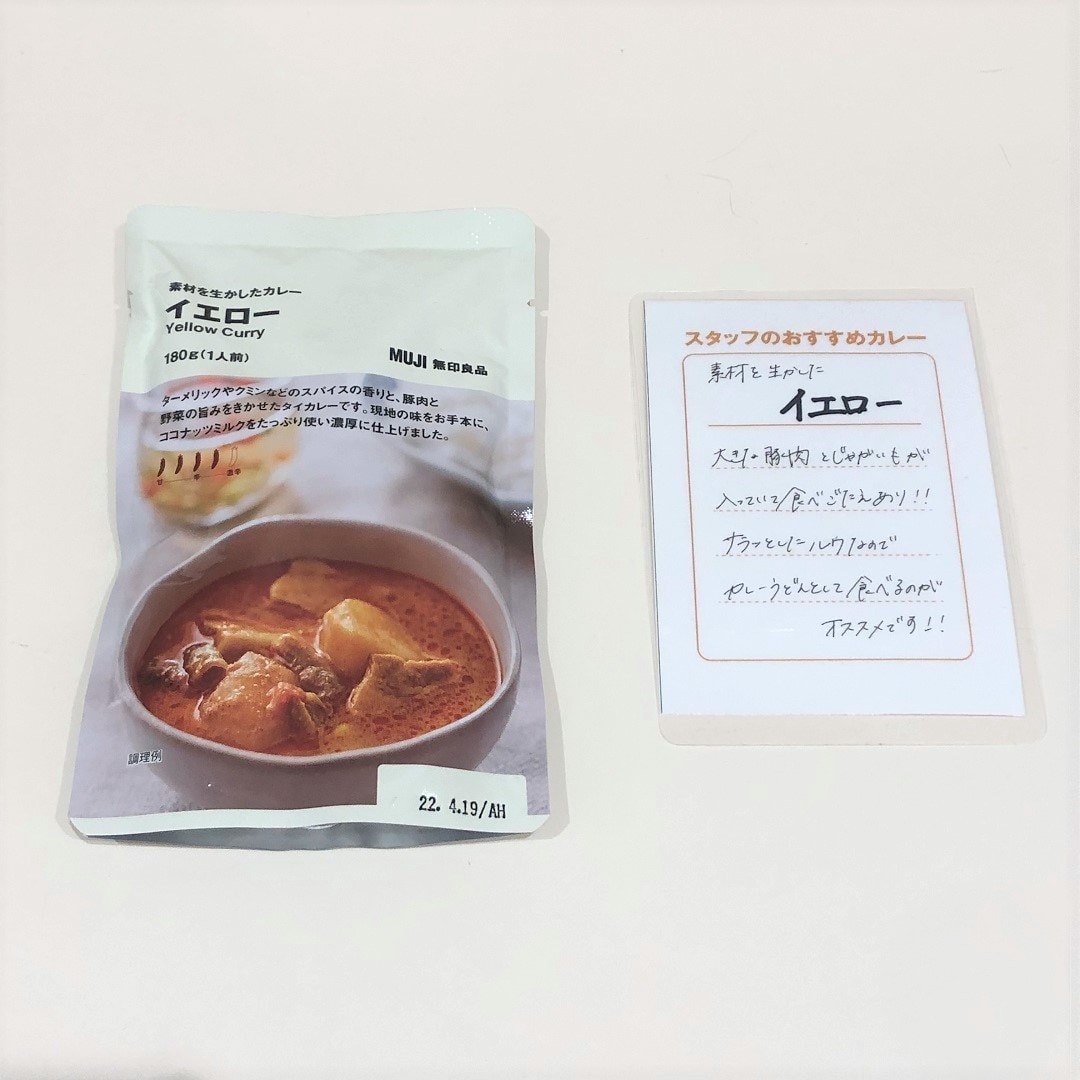 素材を生かしたカレー
イエロー
Yellow Curry
180g(1人前)
MUJI 無印良品
ターメリックやクミンなどのスパイスの香りと、豚肉と
野菜の旨みをきかせたタイカレーです。現地の味をお手本に、
ココナッツミルクをたっぷり使い濃厚に仕上げました。
甘 辛 激辛
調理例
22. 4.19/AH
スタッフのおすすめカレー
素材を生かした
イエロー
大きな豚肉とじゃがいもが
入っていて食べごたえあり!!
サラッとしたルウなので
カレーうどんとして食べるのが
オススメです!!